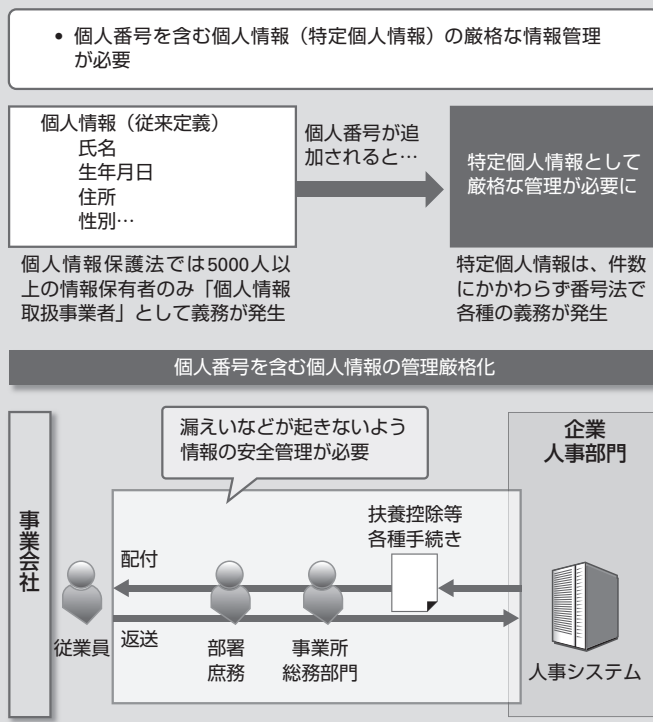 • 個人番号を含む個人情報（特定個人情報）の厳格な情報管理
が必要
個人情報（従来定義）
氏名
生年月日
住所
性別…
個人番号が追
加されると…
特定個人情報として
厳格な管理が必要に
個人情報保護法では5000人以
上の情報保有者のみ「個人情報
取扱事業者」として義務が発生
特定個人情報は、件数
にかかわらず番号法で
各種の義務が発生
個人番号を含む個人情報の管理厳格化
漏えいなどが起きないよう
情報の安全管理が必要
企業
人事部門
事業会社
扶養控除等
各種手続き
配付
従業員
返送
部署
庶務
事業所
総務部門
人事システム